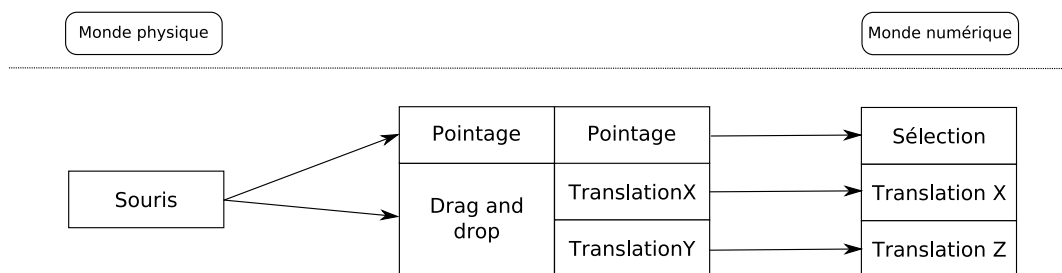 Monde physique
Monde numérique
Pointage
Pointage
Sélection
Souris
Drag and
drop
TranslationX
Translation X
TranslationY
Translation Z